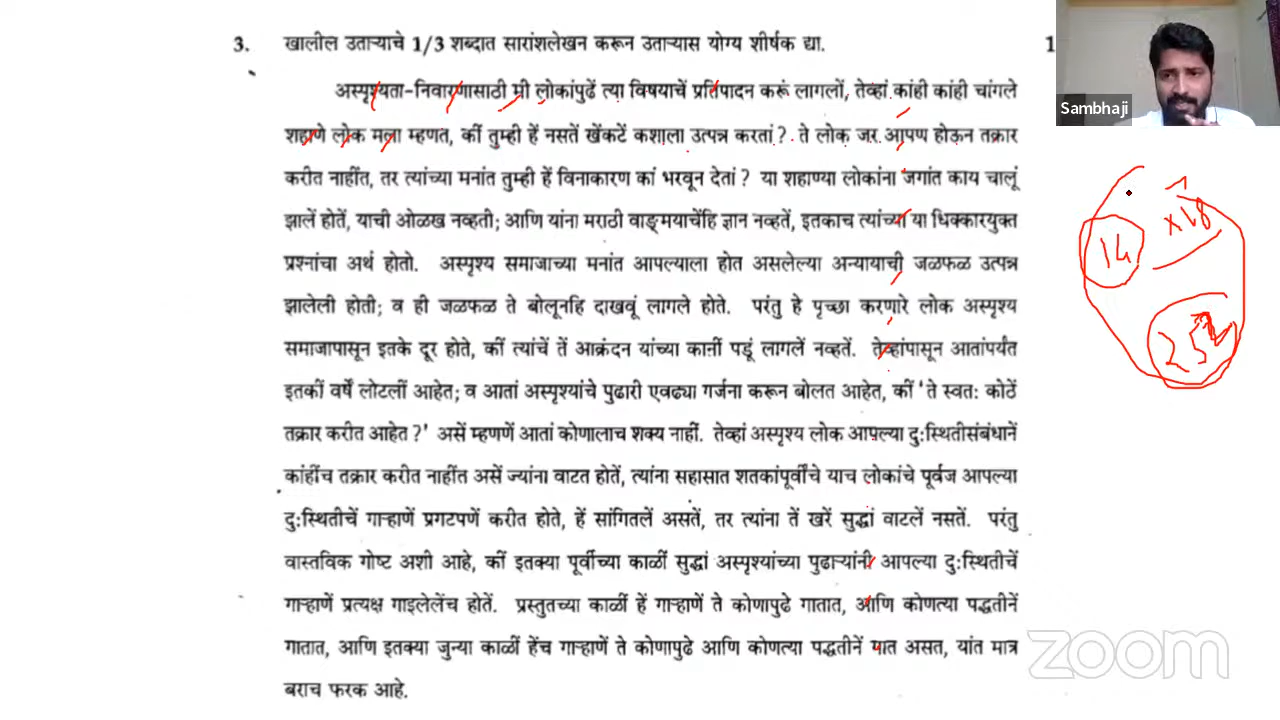 3. खालील उताऱ्याचे 1/3 शब्दात सारांशलेखन करून उताऱ्यास योग्य शीर्षक द्या. 1
अस्पृश्यता-निवारणासाठी मी लोकांपुढें त्या विषयाचें प्रतिपादन करूं लागलों, तेव्हां कांही कांही चांगले
शहाणे लोक मला म्हणत, कीं तुम्ही हें नसतें खेंकटें कशाला उत्पन्न करतां? ते लोक जर आपण होऊन तक्रार
करीत नाहींत, तर त्यांच्या मनांत तुम्ही हें विनाकारण कां भरवून देतां? या शहाण्या लोकांना जगांत काय चालूं
झालें होतें, याची ओळख नव्हती; आणि यांना मराठी वाङ्मयाचेंहि ज्ञान नव्हतें, इतकाच त्यांच्या या धिक्कारयुक्त
प्रश्नांचा अर्थ होतो. अस्पृश्य समाजाच्या मनांत आपल्याला होत असलेल्या अन्यायाची जळफळ उत्पन्न
झालेली होती; व ही जळफळ ते बोलूनहि दाखवूं लागले होते. परंतु हे पृच्छा करणारे लोक अस्पृश्य
समाजापासून इतके दूर होते, कीं त्यांचें तें आक्रंदन यांच्या कानीं पडूं लागलें नव्हतें. तेव्हांपासून आतांपर्यंत
इतकीं वर्षें लोटलीं आहेत; व आतां अस्पृश्यांचे पुढारी एवढ्या गर्जना करून बोलत आहेत, कीं 'ते स्वतः कोठें
तक्रार करीत आहेत?' असें म्हणणें आतां कोणालाच शक्य नाहीं. तेव्हां अस्पृश्य लोक आपल्या दुःस्थितीसंबंधानें
कांहींच तक्रार करीत नाहींत असें ज्यांना वाटत होतें, त्यांना सहासात शतकांपूर्वींचे याच लोकांचे पूर्वज आपल्या
दुःस्थितीचें गाऱ्हाणें प्रगटपणें करीत होते, हें सांगितलें असतें, तर त्यांना तें खरें सुद्धां वाटलें नसतें. परंतु
वास्तविक गोष्ट अशी आहे, कीं इतक्या पूर्वीच्या काळीं सुद्धां अस्पृश्यांच्या पुढाऱ्यांनी आपल्या दुःस्थितीचें
गाऱ्हाणें प्रत्यक्ष गाइलेलेंच होतें. प्रस्तुतच्या काळीं हें गाऱ्हाणें ते कोणापुढे गातात, आणि कोणत्या पद्धतीनें
गातात, आणि इतक्या जुन्या काळीं हेंच गाऱ्हाणें ते कोणापुढे आणि कोणत्या पद्धतीनें गात असत, यांत मात्र
बराच फरक आहे.
Sambhaji
14 x18
252
zoom